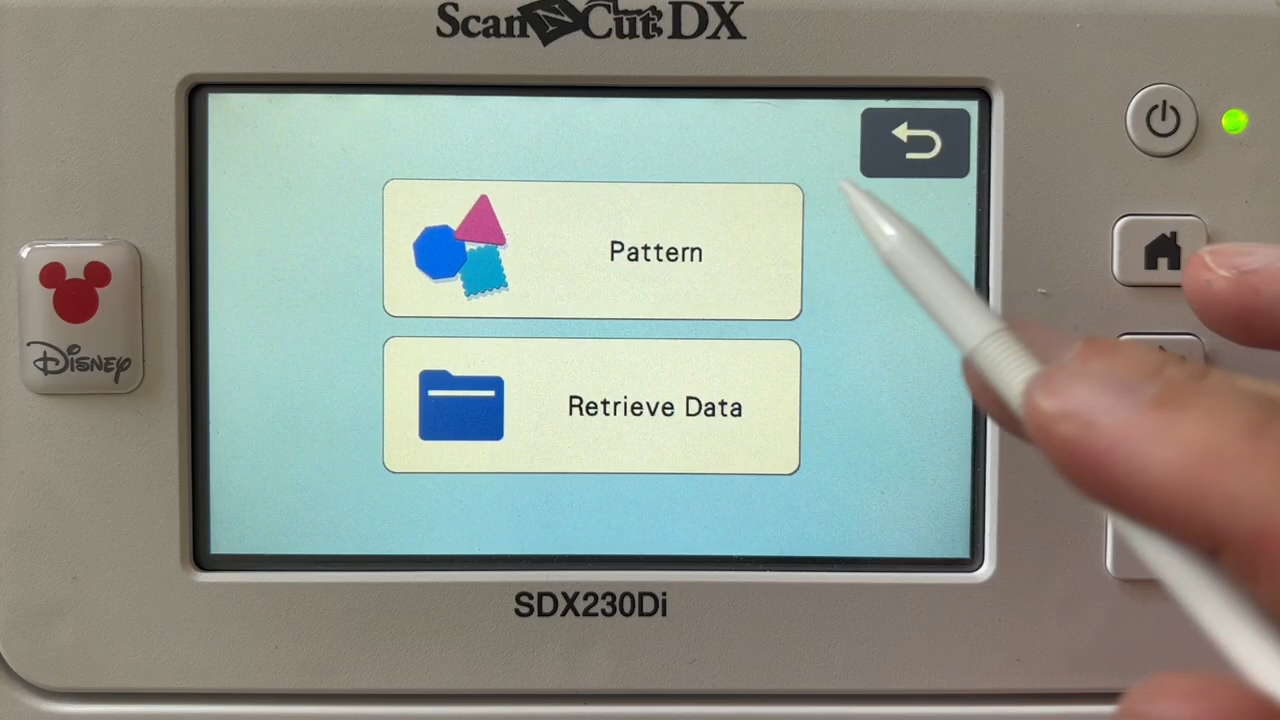 ScanNCut DX
Pattern
Retrieve Data
Disney
SDX230Di